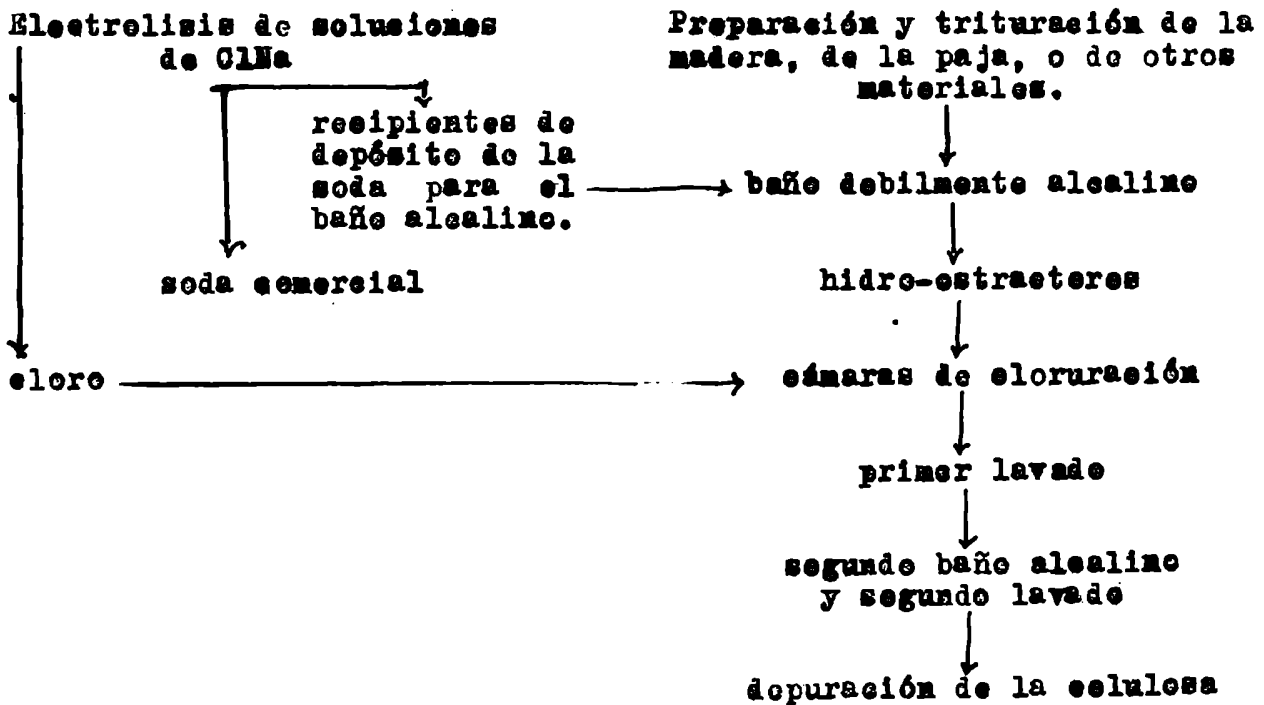 Electrolisis de soluciones
de ClNa
recipientes de
depósito de la
soda para el
baño alcalino.
soda comercial
cloro
Preparación y trituración de la
madera, de la paja, o de otros
materiales.
baño debilmente alcalino
hidro-estractores
cámaras de cloruración
primer lavado
segundo baño alcalino
y segundo lavado
depuración de la celulosa